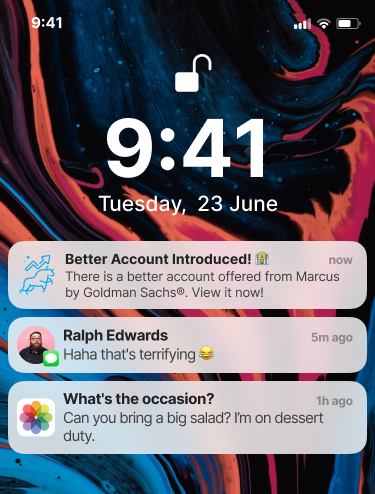 9:41
9:41
Tuesday, 23 June
Better Account Introduced! 🏦 now
There is a better account offered from Marcus
by Goldman Sachs®. View it now!
Ralph Edwards 5m ago
Haha that's terrifying 😂
What's the occasion? 1h ago
Can you bring a big salad? I'm on dessert
duty.